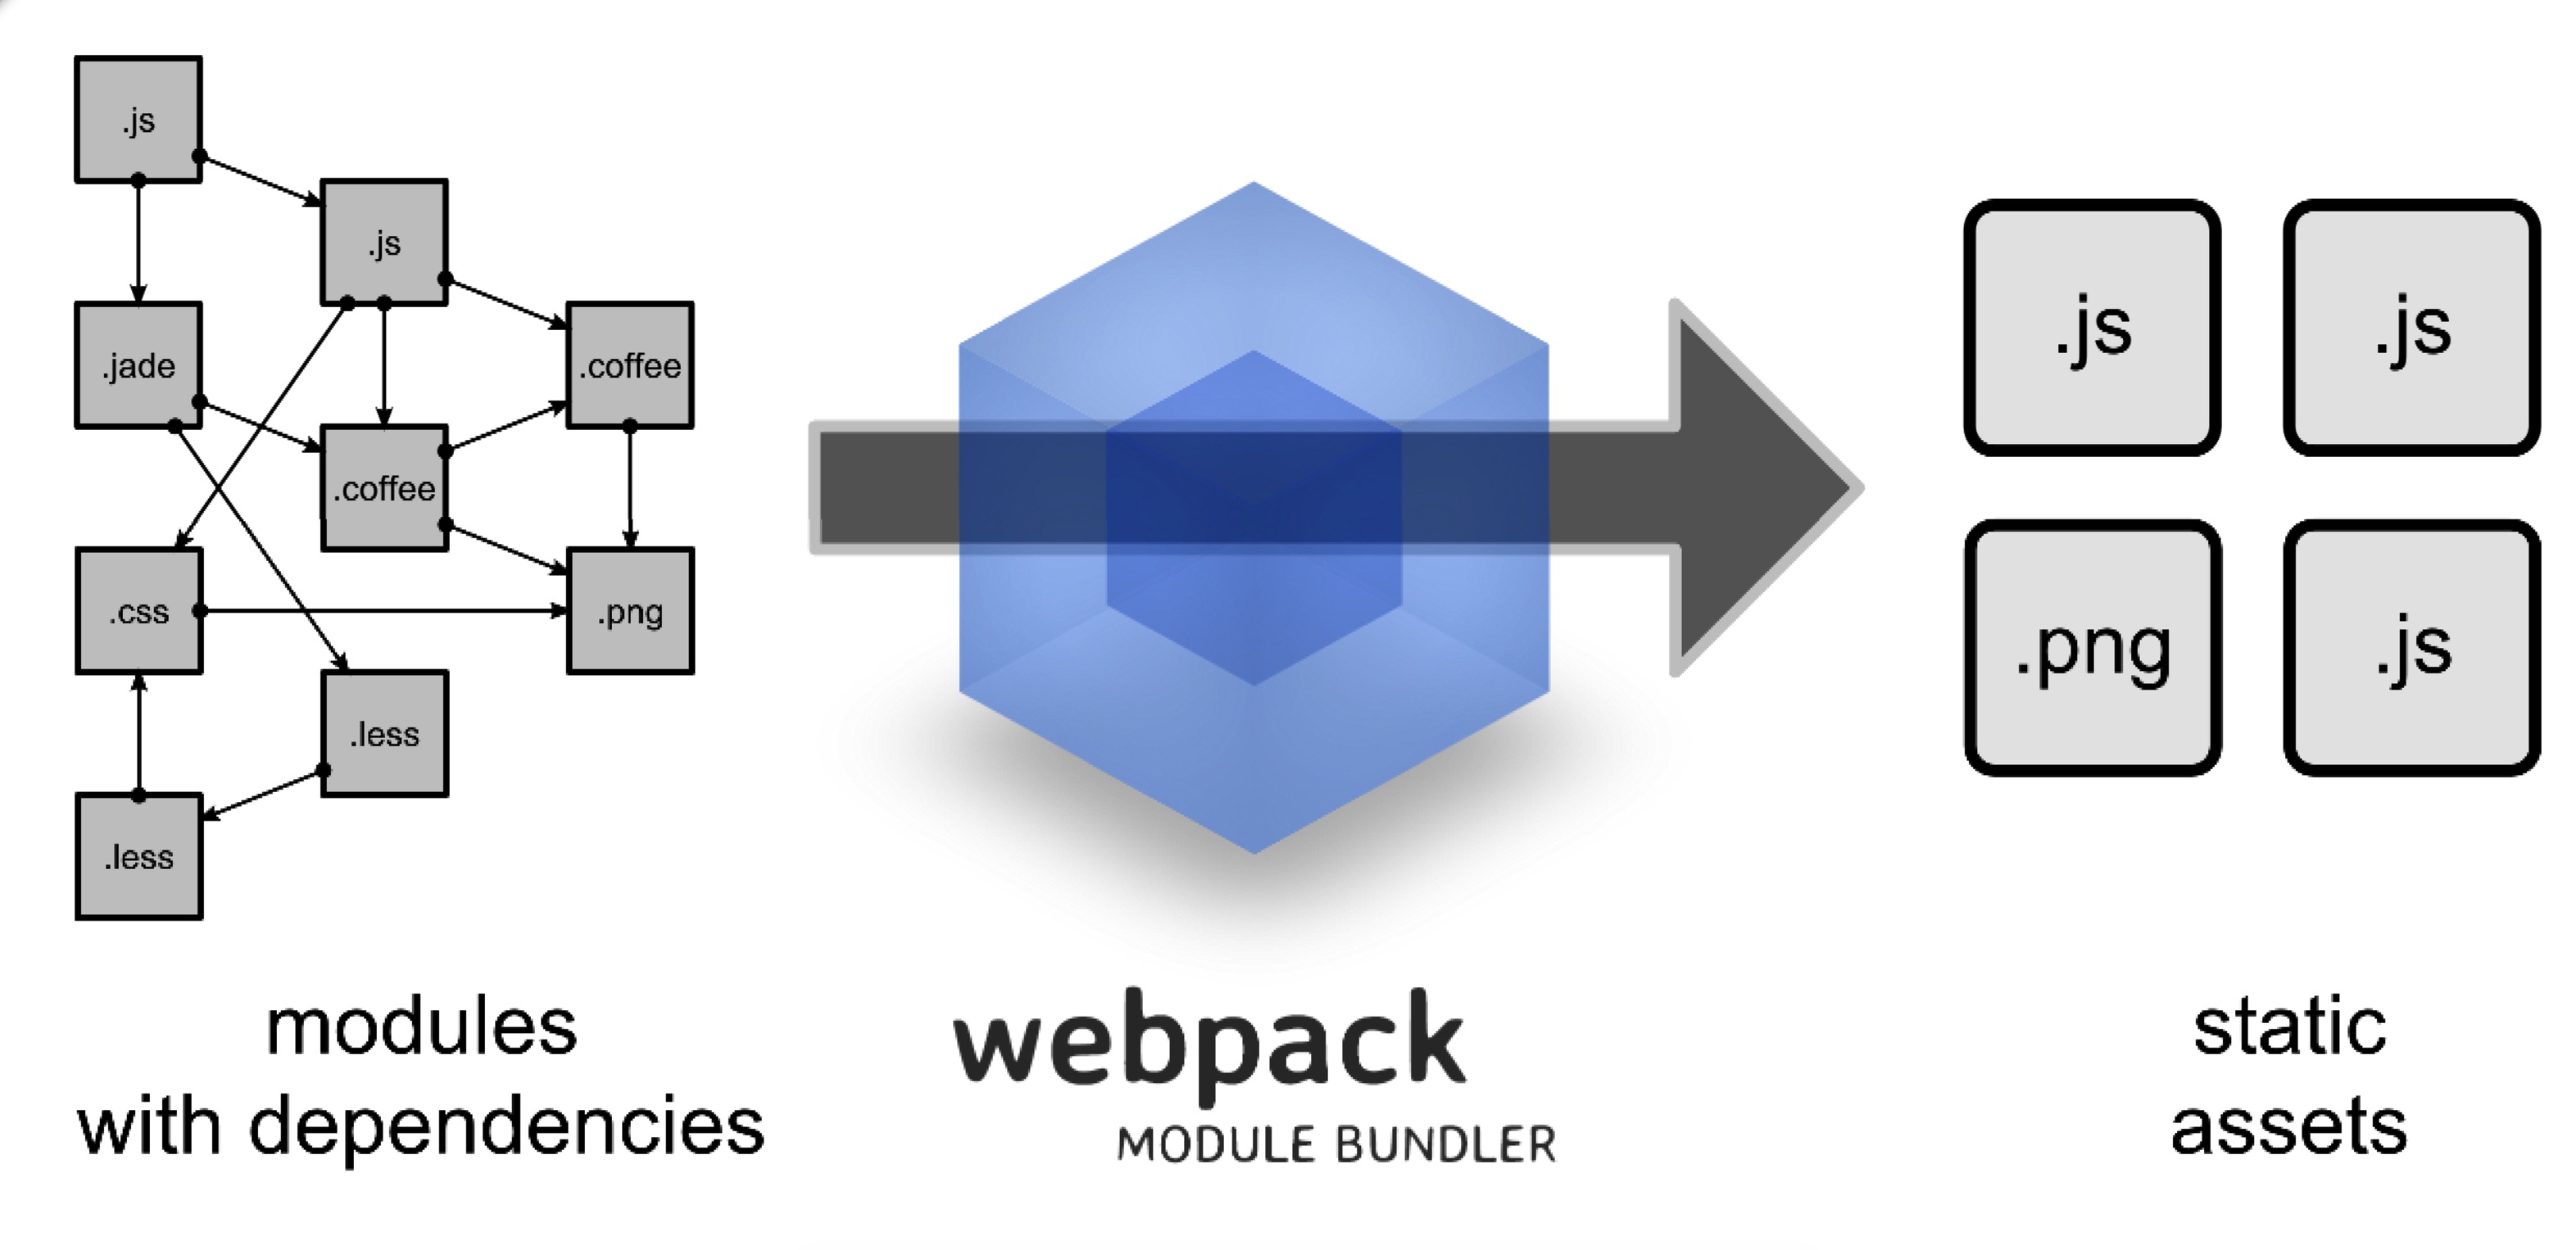 .js
.js
.jade
.coffee
.coffee
.css
.png
.less
.less
modules
with dependencies
webpack
MODULE BUNDLER
.js
.js
.png
.js
static
assets